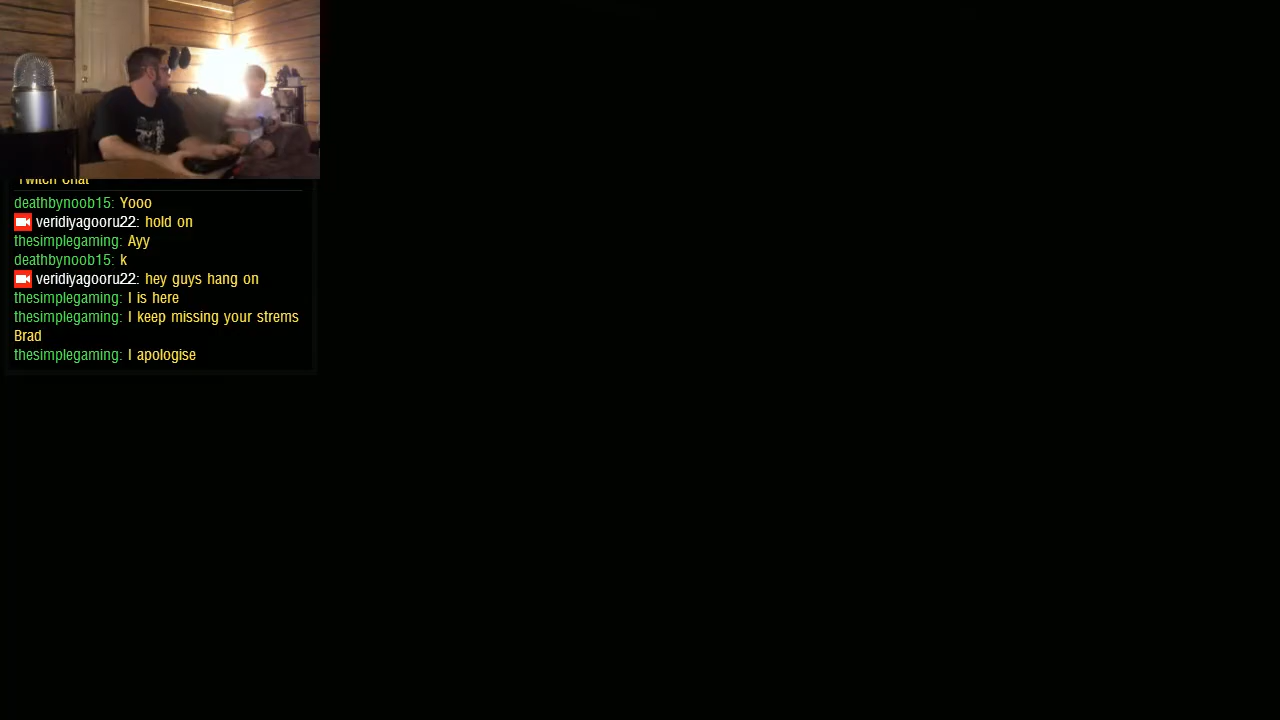 Twitch Chat
deathbynoob15: Yooo
veridiyagooru22: hold on
thesimplegaming: Ayy
deathbynoob15: k
veridiyagooru22: hey guys hang on
thesimplegaming: I is here
thesimplegaming: I keep missing your strems
Brad
thesimplegaming: I apologise